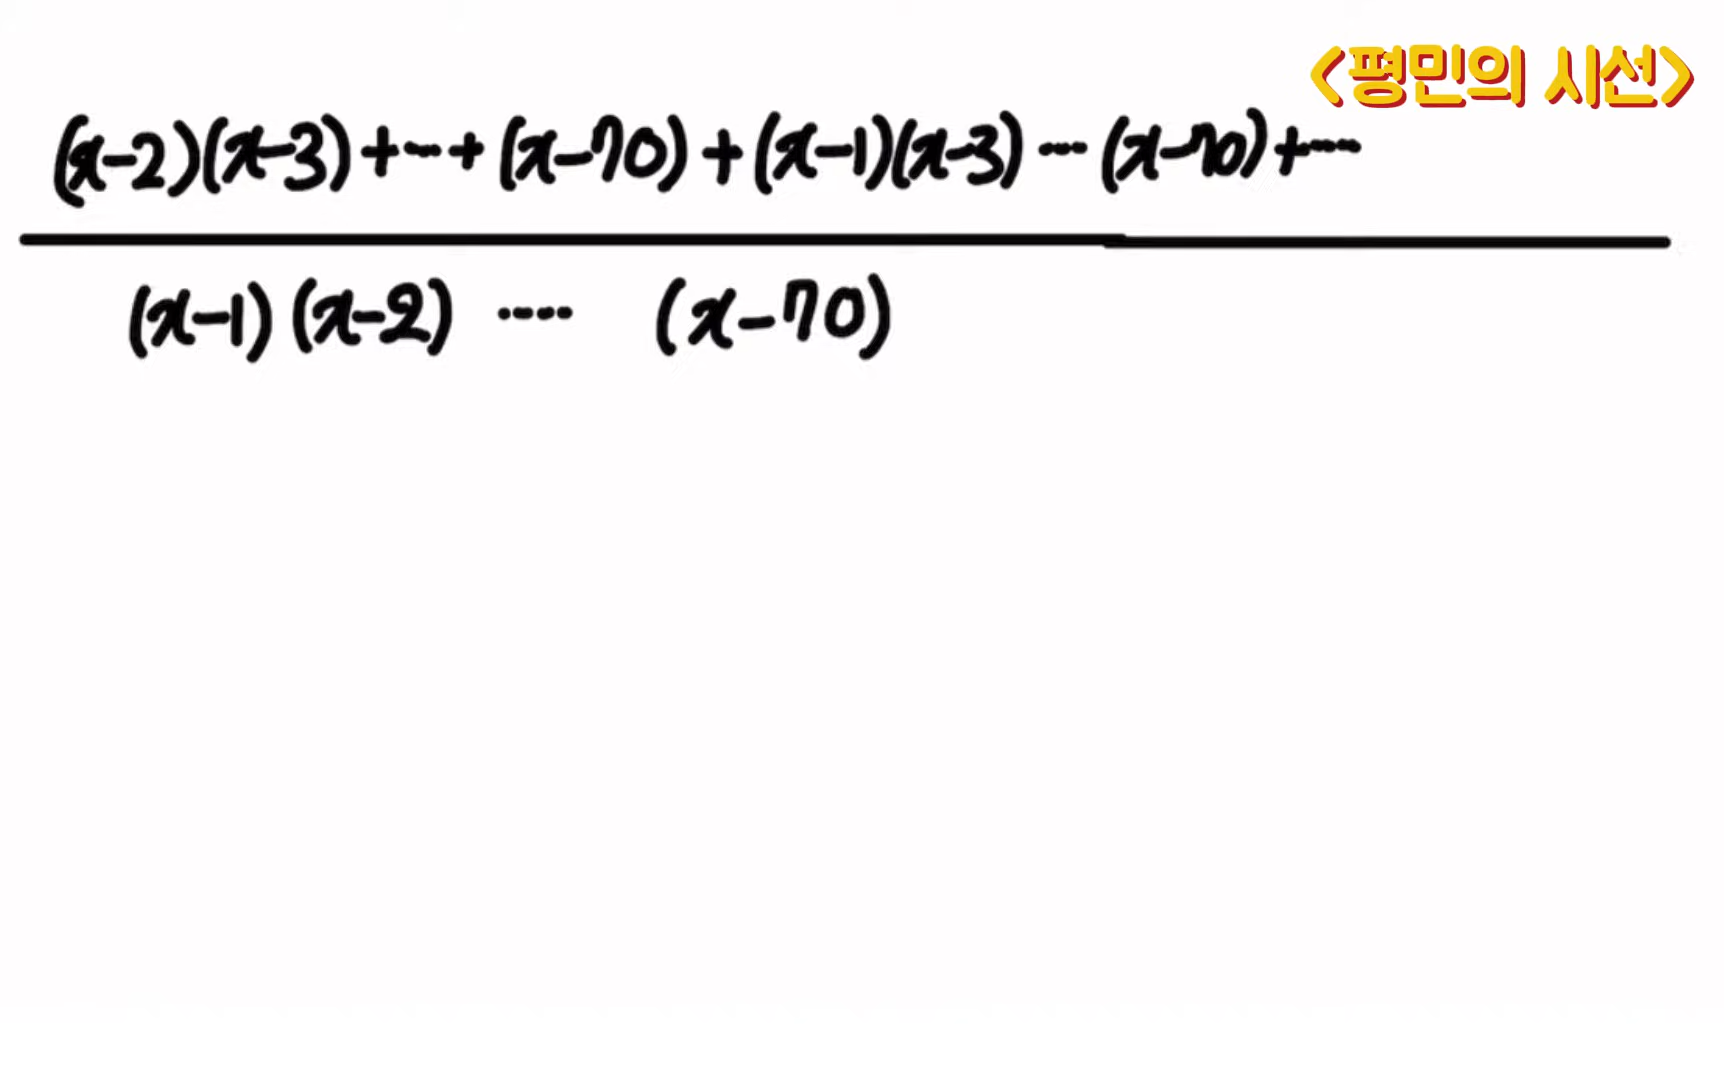 <평민의 시선>
(x-2)(x-3)+...+(x-70)+(x-1)(x-3)...(x-70)+....
(x-1)(x-2) ..... (x-70)